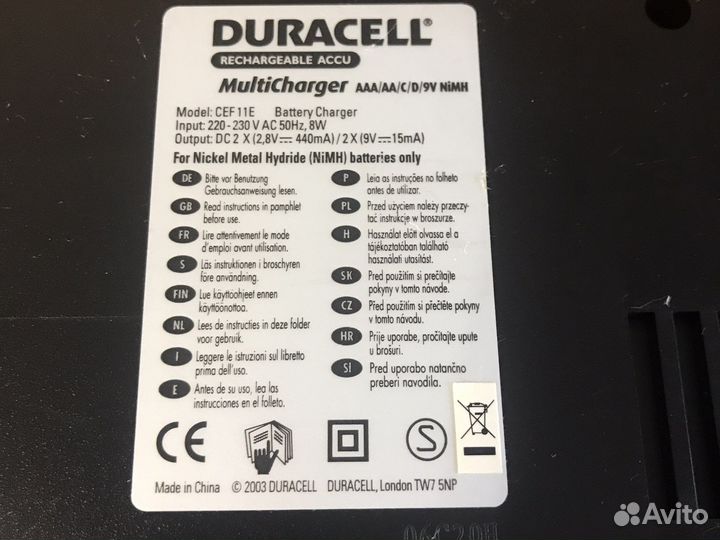 DURACELL®
RECHARGEABLE ACCU
MultiCharger AAA/AA/C/D/9V NiMH
Model: CEF11E Battery Charger
Input: 220-230 V AC 50Hz, 8W
Output: DC 2 X (2,8V⎓ 440mA)/2 X (9V⎓15mA)
For Nickel Metal Hydride (NiMH) batteries only
DE Bitte vor Benutzung
Gebrauchsanweisung lesen.
GB Read instructions in pamphlet
before use.
FR Lire attentivement le mode
d'emploi avant utilisation.
S Läs instruktionen i broschyren
före användning.
FIN Lue käyttöohjeet ennen
käyttöönottoa.
NL Lees de instructies in deze folder
voor gebruik.
I Leggere le istruzioni sul libretto
prima dell'uso.
E Antes de su uso, lea las
instrucciones en el folleto.
P Leia as instruções no folheto
antes de utilizar.
PL Przed użyciem należy przeczy-
tać instrukcje w broszurze.
H Használat előtt olvassa el a
tájékoztatóban található
használati utasítást.
SK Pred použitím si prečítajte
pokyny v tomto návode.
CZ Před použitím si přečtěte pokyny
v tomto návodu.
HR Prije uporabe, pročitajte upute
u brošuri.
SI Pred uporabo natančno
preberi navodila.
CE
S
Made in China © 2003 DURACELL DURACELL, London TW7 5NP
Avito